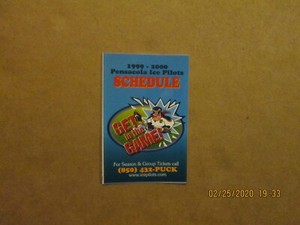 1999 - 2000
Pensacola Ice Pilots
SCHEDULE
GET
IN THE
GAME!
For Season & Group Tickets call
(850) 432-PUCK
www.icepilots.com
02/25/2020 19:33